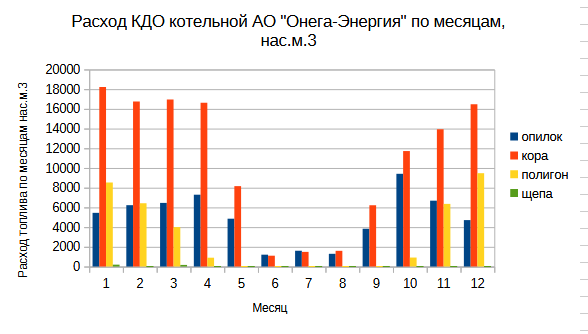 Расход КДО котельной АО "Онега-Энергия" по месяцам,
нас.м.3
Расход топлива по месяцам нас.м.3
20000
18000
16000
14000
12000
10000
8000
6000
4000
2000
0
1 2 3 4 5 6 7 8 9 10 11 12
Месяц
опилок
кора
полигон
щепа